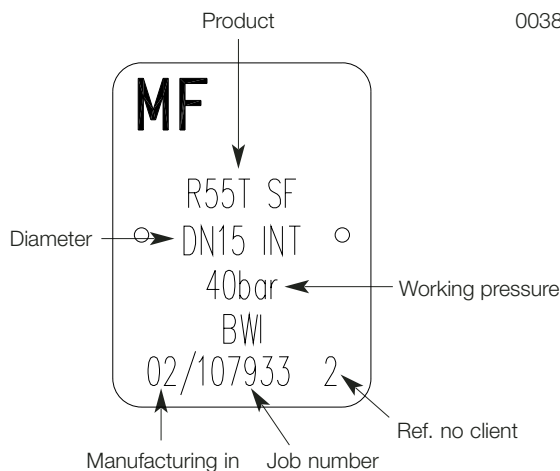 Product
0038
MF
R55T SF
Diameter
DN15 INT
40bar
Working pressure
BWI
02/107933 2
Ref. no client
Manufacturing in
Job number